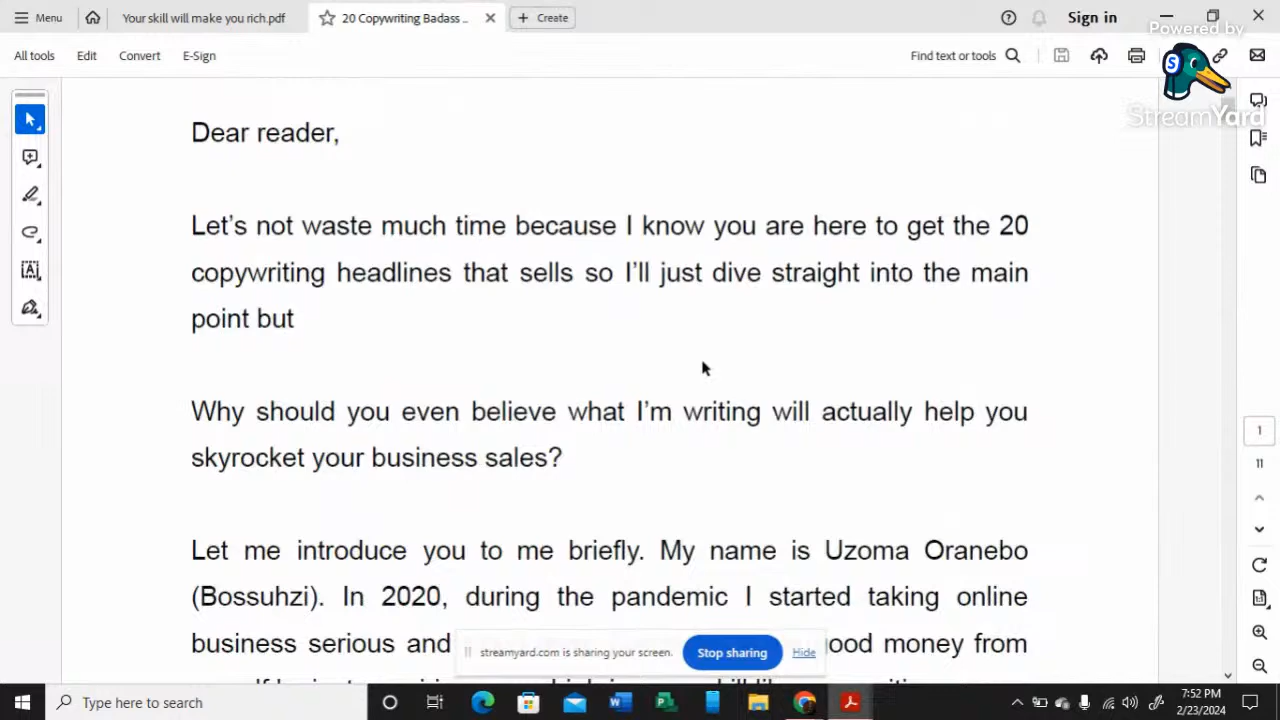 Menu
Your skill will make you rich.pdf
20 Copywriting Badass ..
Create
Sign in
Powered by
StreamYard
All tools
Edit
Convert
E-Sign
Find text or tools
Dear reader,
Let's not waste much time because I know you are here to get the 20
copywriting headlines that sells so I'll just dive straight into the main
point but
Why should you even believe what I'm writing will actually help you
skyrocket your business sales?
Let me introduce you to me briefly. My name is Uzoma Oranebo
(Bossuhzi). In 2020, during the pandemic I started taking online
business serious and
good money from
streamyard.com is sharing your screen.
Stop sharing
Hide
1
11
Type here to search
7:52 PM
2/23/2024